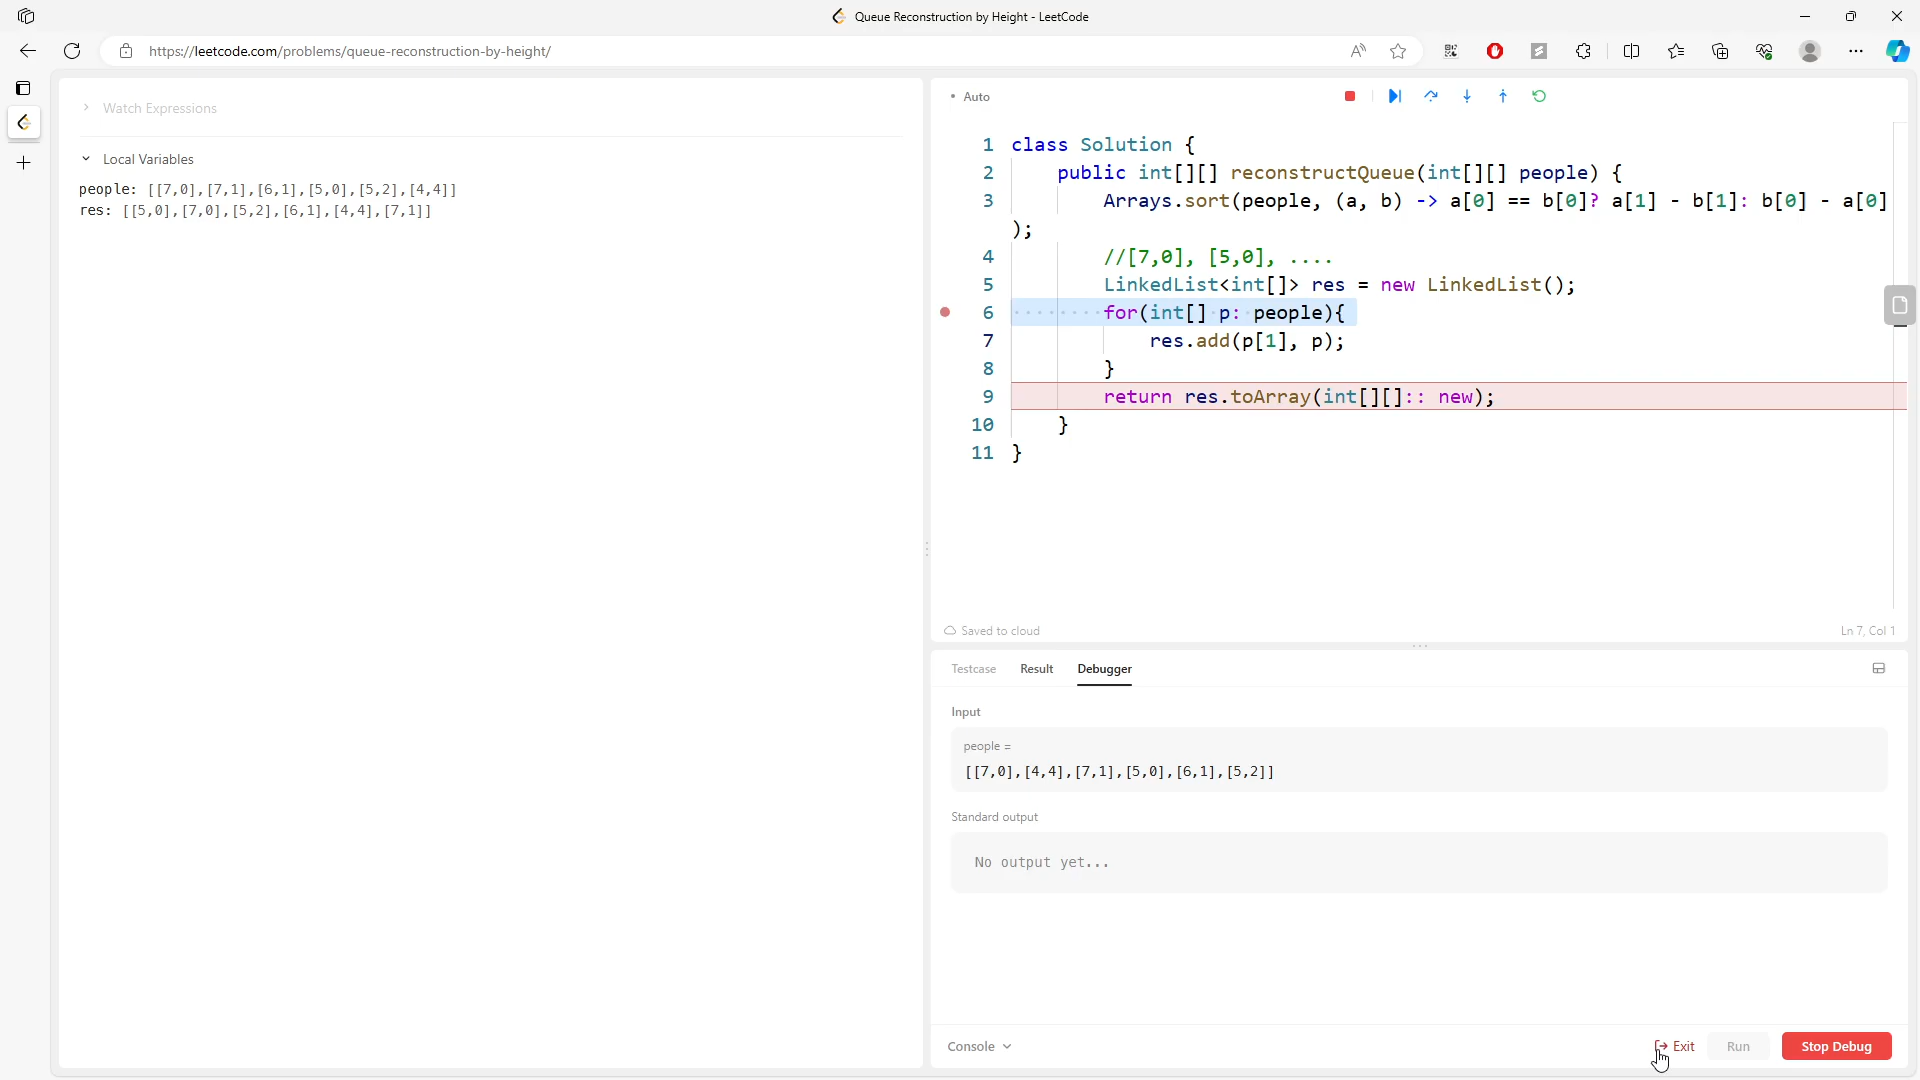 Queue Reconstruction by Height - LeetCode
https://leetcode.com/problems/queue-reconstruction-by-height/
Watch Expressions
Local Variables
people: [[7,0],[7,1],[6,1],[5,0],[5,2],[4,4]]
res: [[5,0],[7,0],[5,2],[6,1],[4,4],[7,1]]
• Auto
1 class Solution {
2 public int[][] reconstructQueue(int[][] people) {
3 Arrays.sort(people, (a, b) -> a[0] == b[0]? a[1] - b[1]: b[0] - a[0]
);
4 //[7,0], [5,0], ....
5 LinkedList<int[]> res = new LinkedList();
6 for(int[] p: people){
7 res.add(p[1], p);
8 }
9 return res.toArray(int[][]:: new);
10 }
11 }
Saved to cloud
Ln 7, Col 1
Testcase Result Debugger
Input
people =
[[7,0],[4,4],[7,1],[5,0],[6,1],[5,2]]
Standard output
No output yet...
Console
Exit
Run
Stop Debug